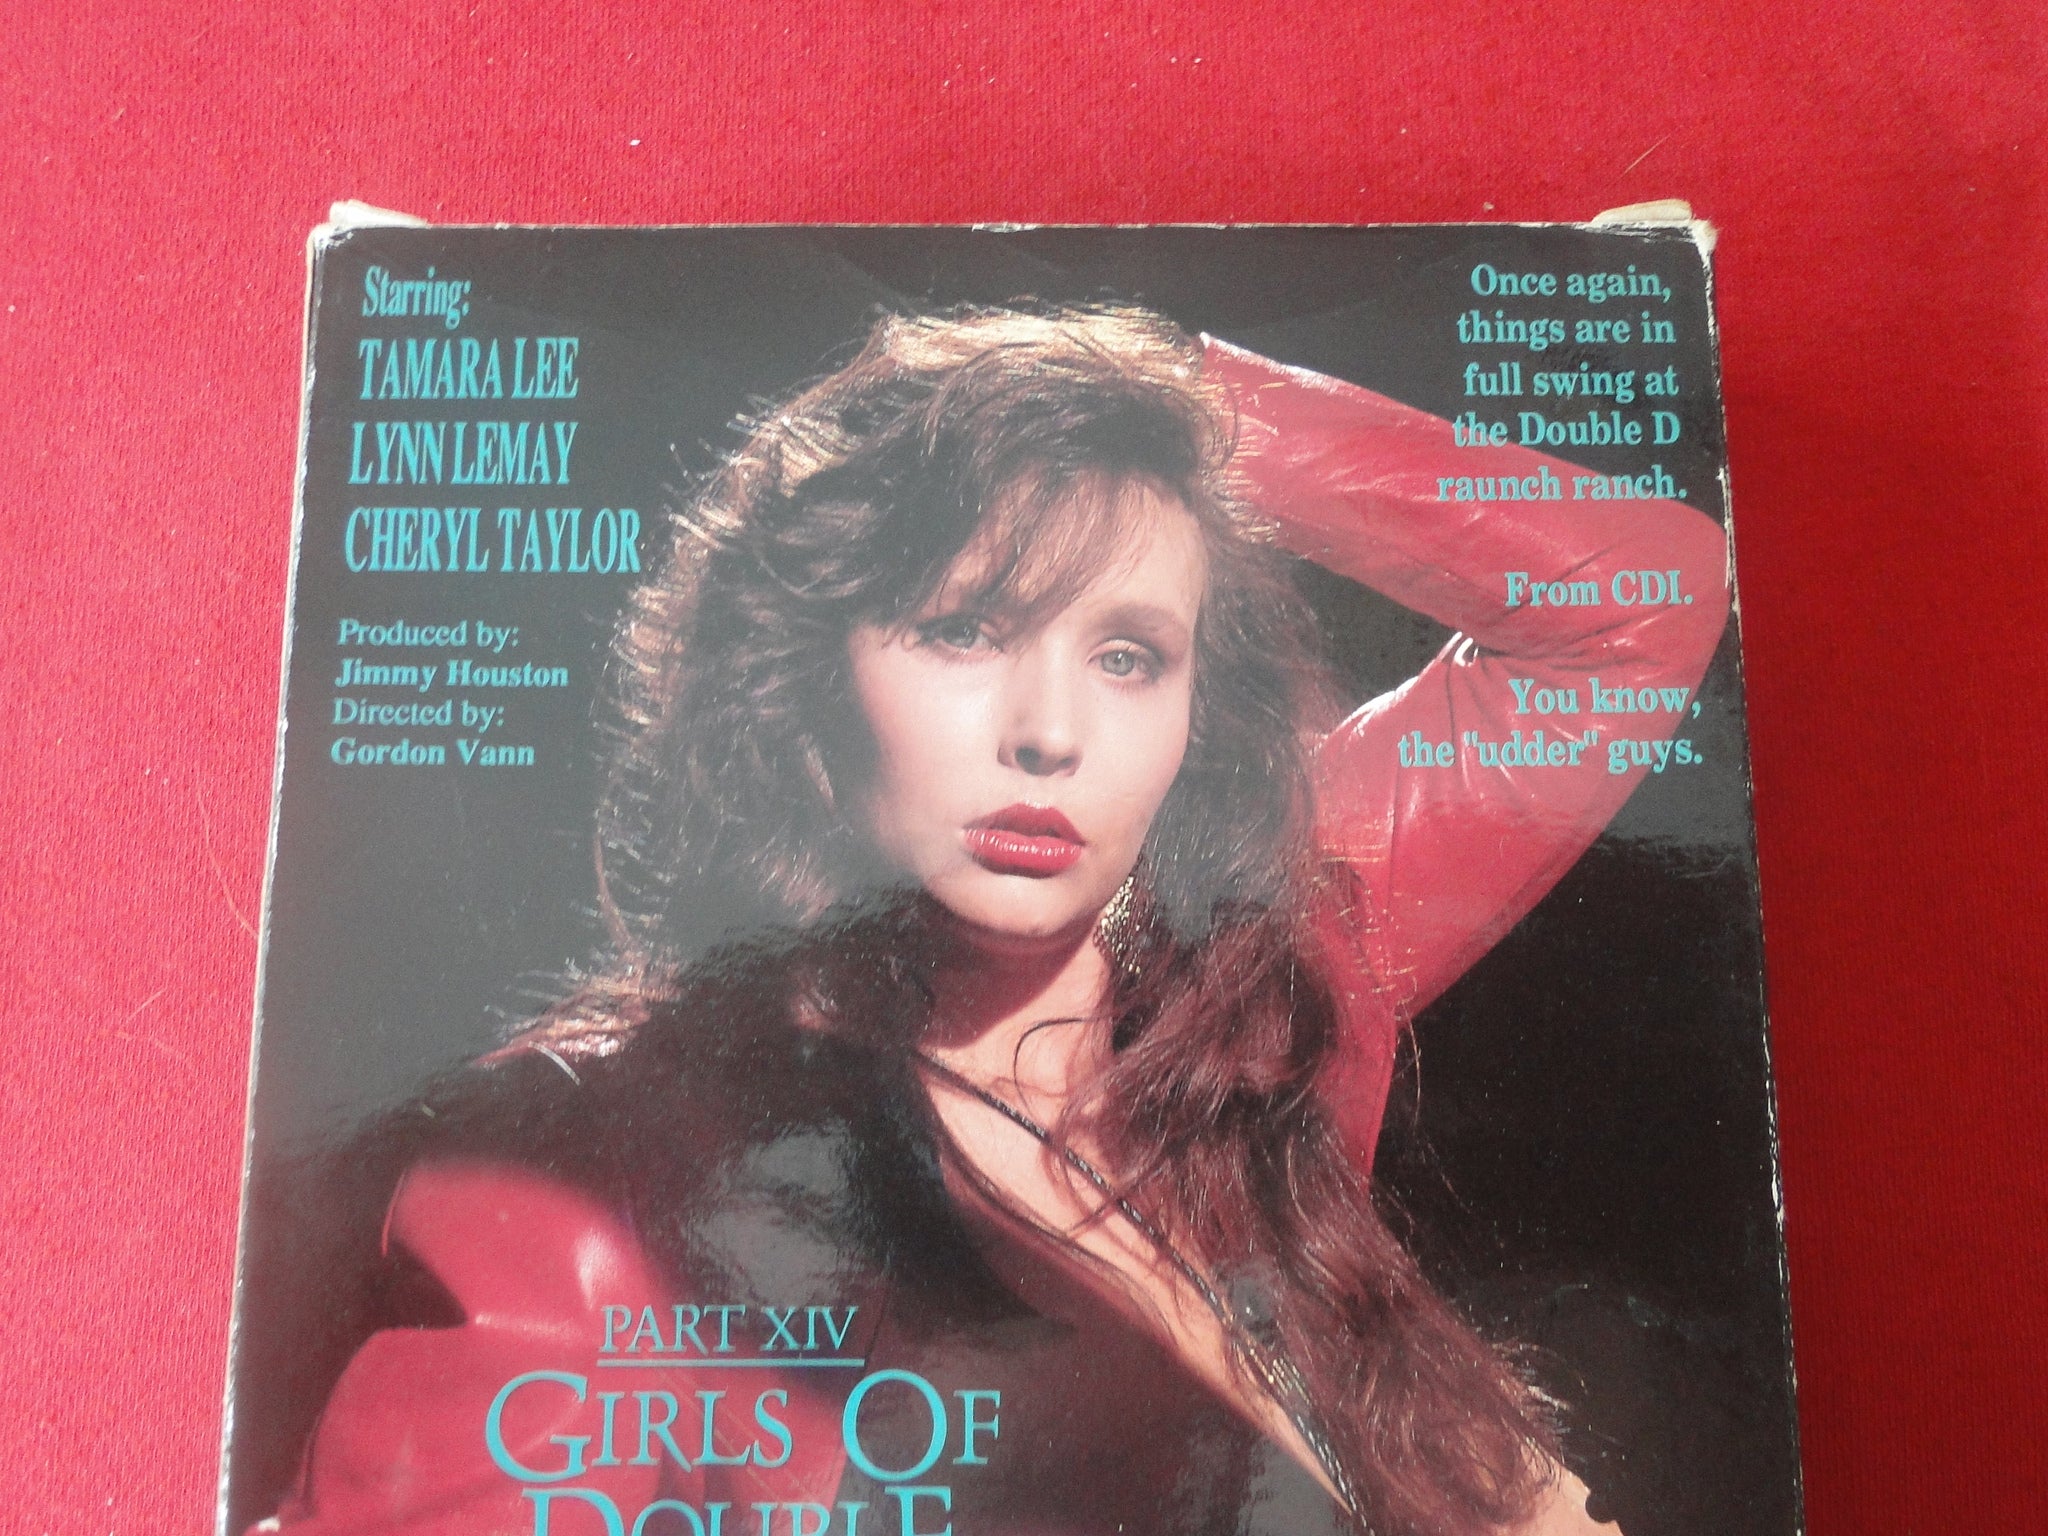 Starring:
TAMARA LEE
LYNN LEMAY
CHERYL TAYLOR
Produced by:
Jimmy Houston
Directed by:
Gordon Vann
Once again,
things are in
full swing at
the Double D
raunch ranch.
From CDI.
You know,
the "udder" guys.
PART XIV
GIRLS OF
DOUBLE